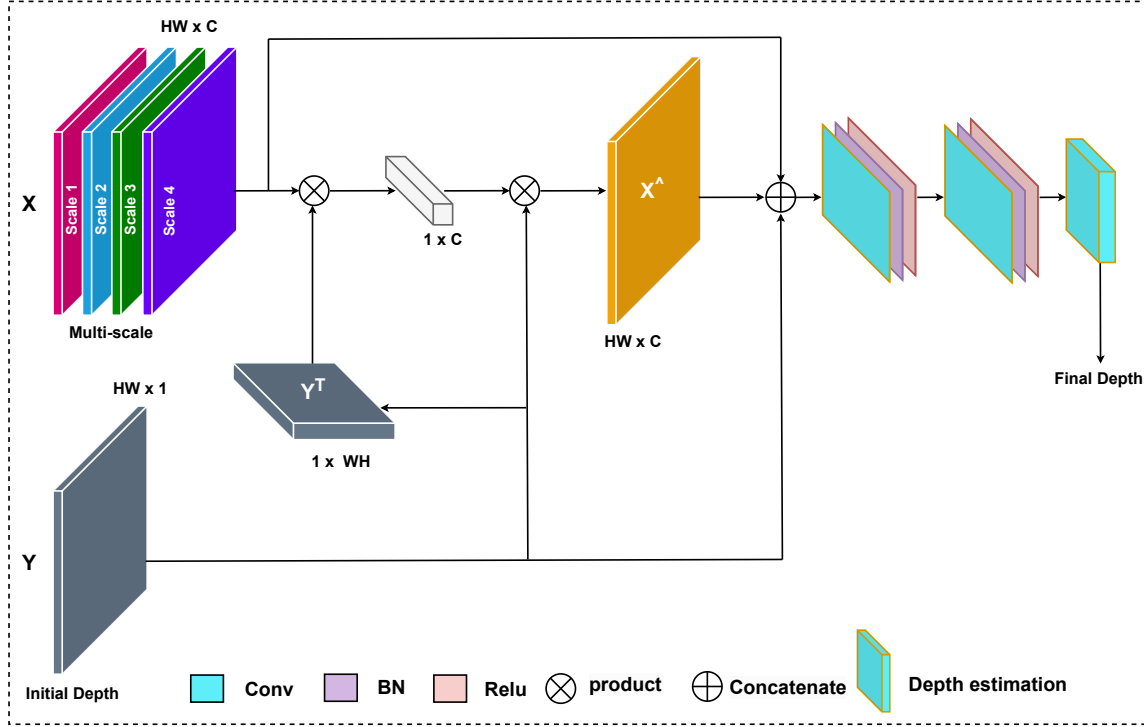 HW x C
X
Scale 1
Scale 2
Scale 3
Scale 4
Multi-scale
1 x C
X^
HW x C
Y^T
1 x WH
HW x 1
Y
Initial Depth
Final Depth
Conv
BN
Relu
product
Concatenate
Depth estimation